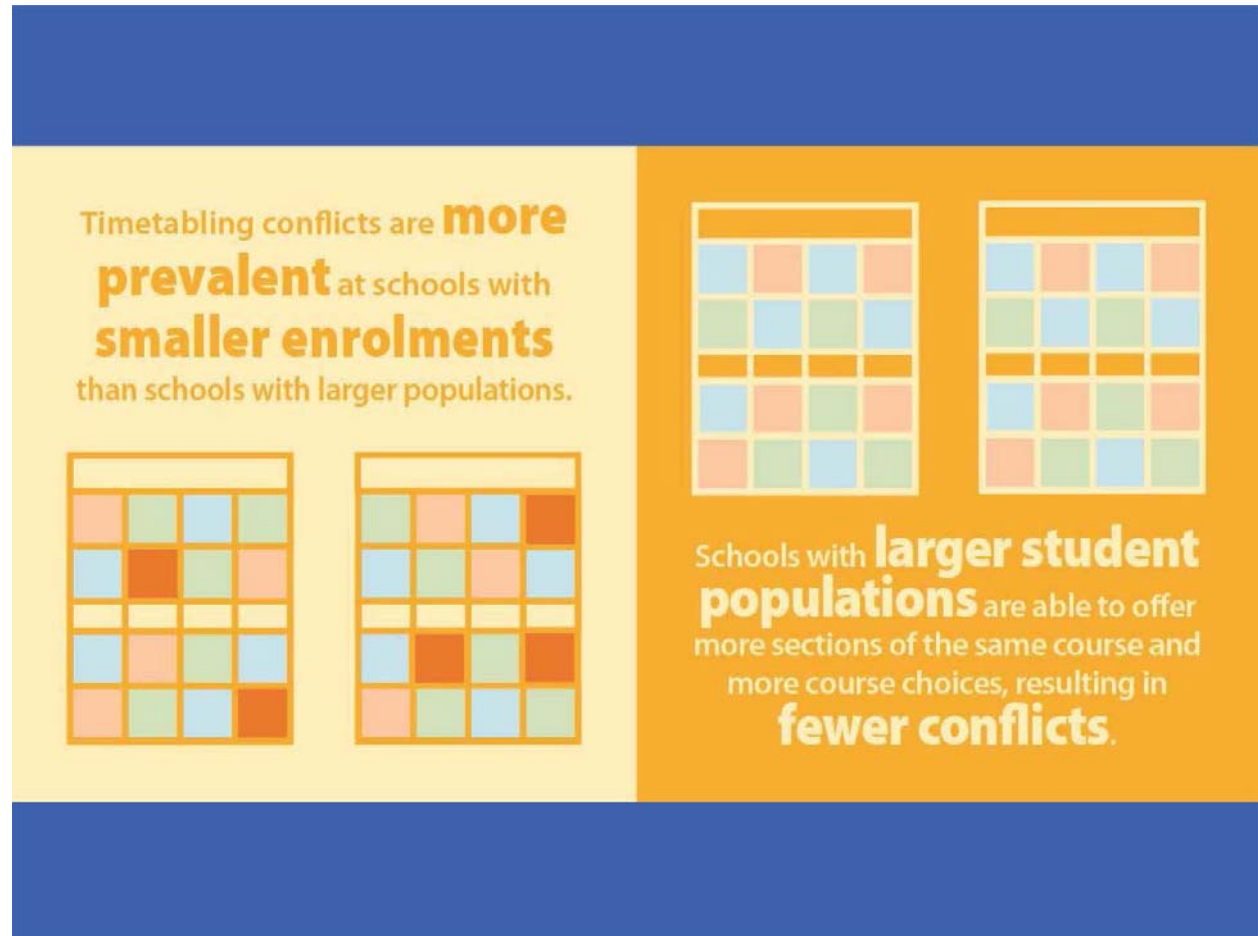 Timetabling conflicts are more
prevalent at schools with
smaller enrolments
than schools with larger populations.
Schools with larger student
populations are able to offer
more sections of the same course and
more course choices, resulting in
fewer conflicts.